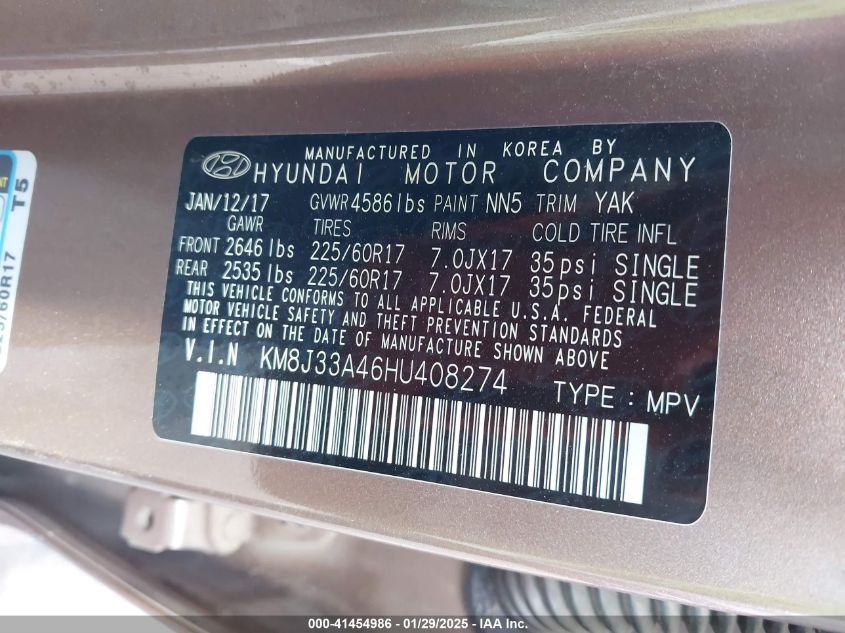 MANUFACTURED IN KOREA BY
HYUNDAI MOTOR COMPANY
JAN/12/17 GVWR 4586 lbs PAINT NN5 TRIM YAK
GAWR TIRES RIMS COLD TIRE INFL
FRONT 2646 lbs 225/60R17 7.0JX17 35psi SINGLE
REAR 2535 lbs 225/60R17 7.0JX17 35psi SINGLE
THIS VEHICLE CONFORMS TO ALL APPLICABLE U.S.A. FEDERAL
MOTOR VEHICLE SAFETY AND THEFT PREVENTION STANDARDS
IN EFFECT ON THE DATE OF MANUFACTURE SHOWN ABOVE
V.I.N KM8J33A46HU408274
TYPE : MPV
T5
000-41454986 - 01/29/2025 - IAA Inc.